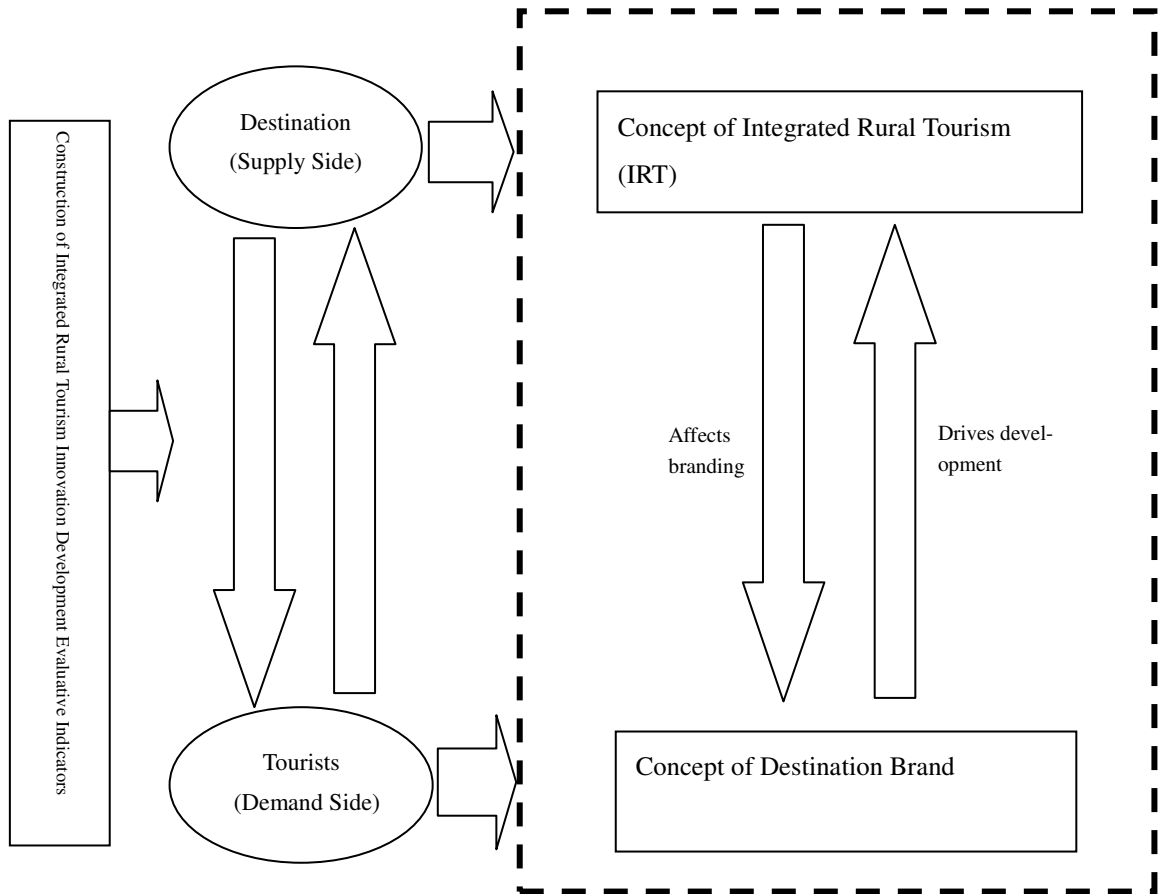 Construction of Integrated Rural Tourism Innovation Development Evaluative Indicators
Destination
(Supply Side)
Concept of Integrated Rural Tourism
(IRT)
Affects
branding
Drives devel-
opment
Tourists
(Demand Side)
Concept of Destination Brand